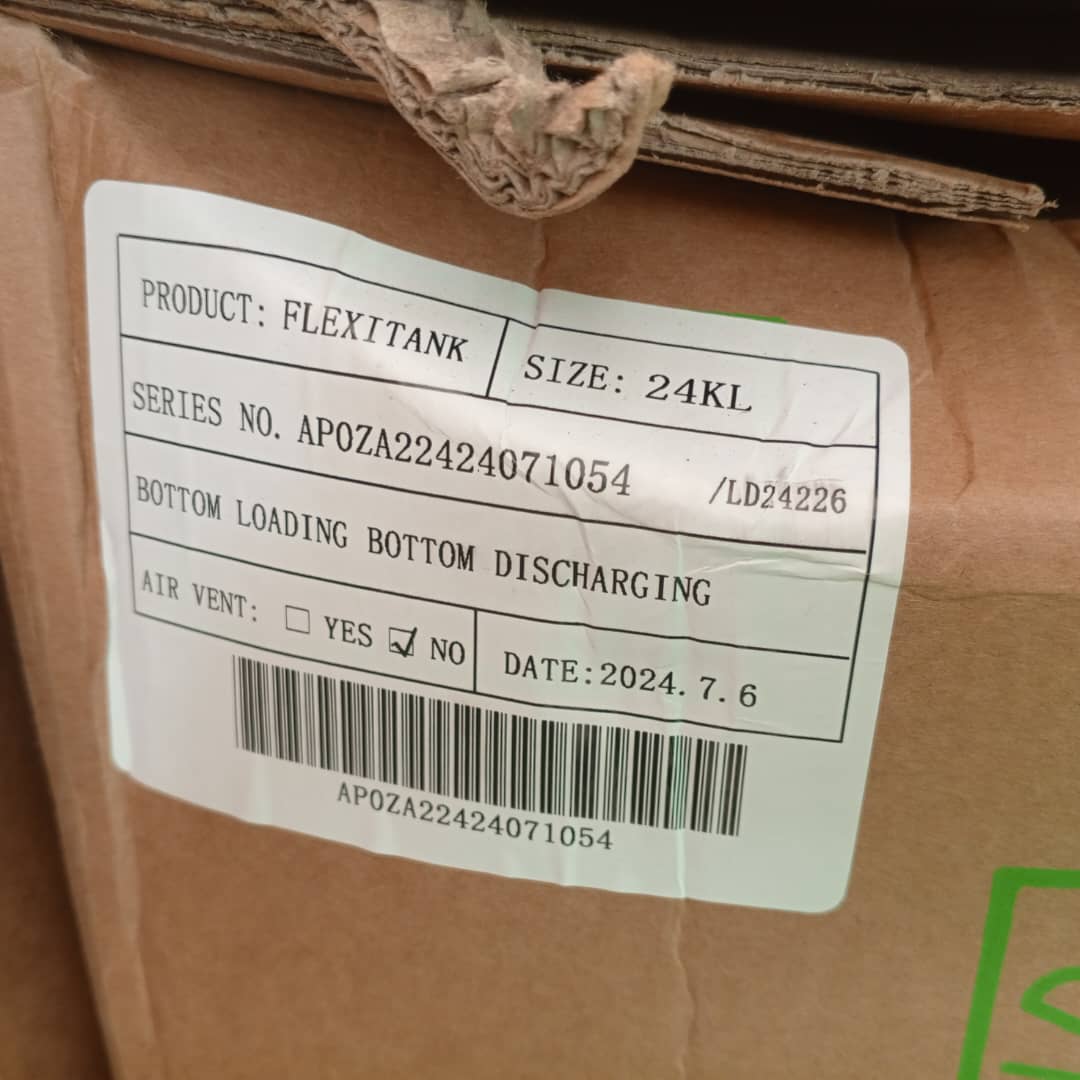 PRODUCT: FLEXITANK
SIZE: 24KL
SERIES NO. APOZA22424071054 /LD24226
BOTTOM LOADING BOTTOM DISCHARGING
AIR VENT: ☐ YES ☑ NO
DATE:2024.7.6
APOZA22424071054